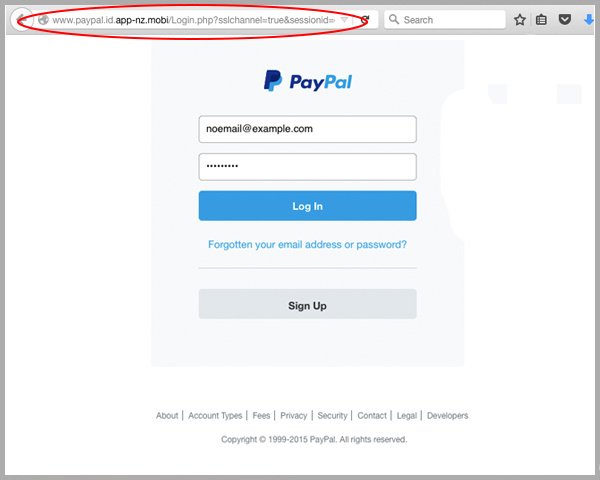 www.paypal.id.app-nz.mobi/Login.php?sslchannel=true&sessionid=
Search
PayPal
noemail@example.com
•••••••••
Log In
Forgotten your email address or password?
Sign Up
About | Account Types | Fees | Privacy | Security | Contact | Legal | Developers
Copyright © 1999-2015 PayPal. All rights reserved.